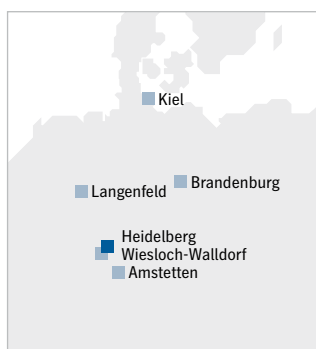 Kiel
Brandenburg
Langenfeld
Heidelberg
Wiesloch-Walldorf
Amstetten